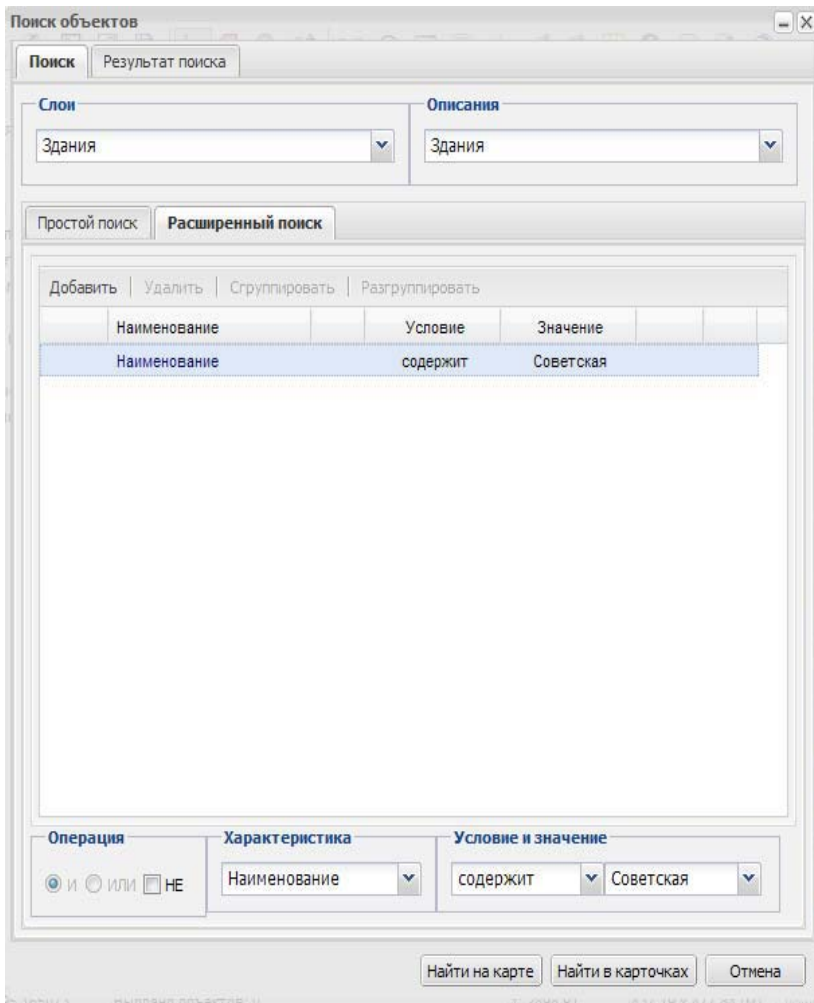 Поиск объектов
Поиск Результат поиска
Слои Описания
Здания Здания
Простой поиск Расширенный поиск
Добавить Удалить Сгруппировать Разгруппировать
Наименование Условие Значение
Наименование содержит Советская
Операция Характеристика Условие и значение
И ИЛИ НЕ Наименование содержит Советская
Найти на карте Найти в карточках Отмена